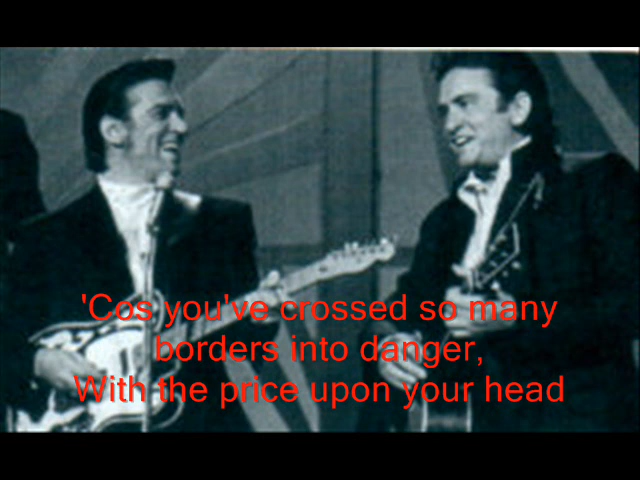 'Cos you've crossed so many
borders into danger,
With the price upon your head